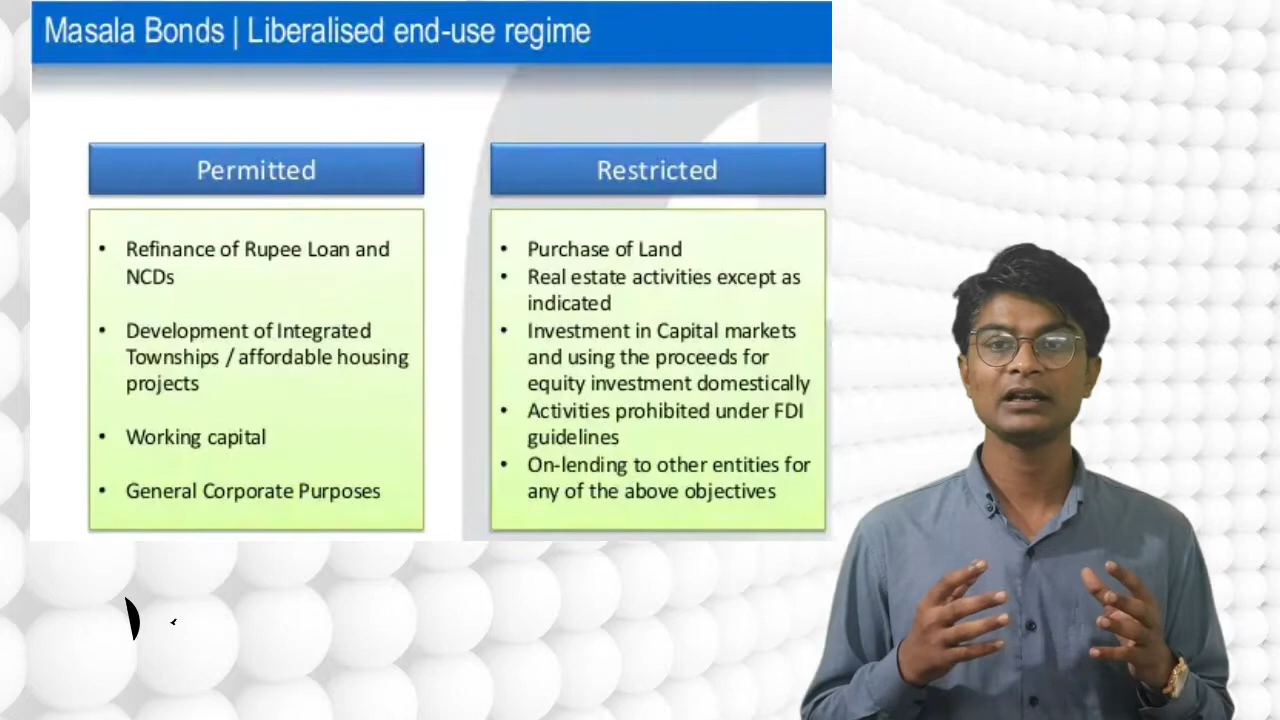 Masala Bonds | Liberalised end-use regime
Permitted
• Refinance of Rupee Loan and
NCDs
• Development of Integrated
Townships / affordable housing
projects
• Working capital
• General Corporate Purposes
Restricted
• Purchase of Land
• Real estate activities except as
indicated
• Investment in Capital markets
and using the proceeds for
equity investment domestically
• Activities prohibited under FDI
guidelines
• On-lending to other entities for
any of the above objectives